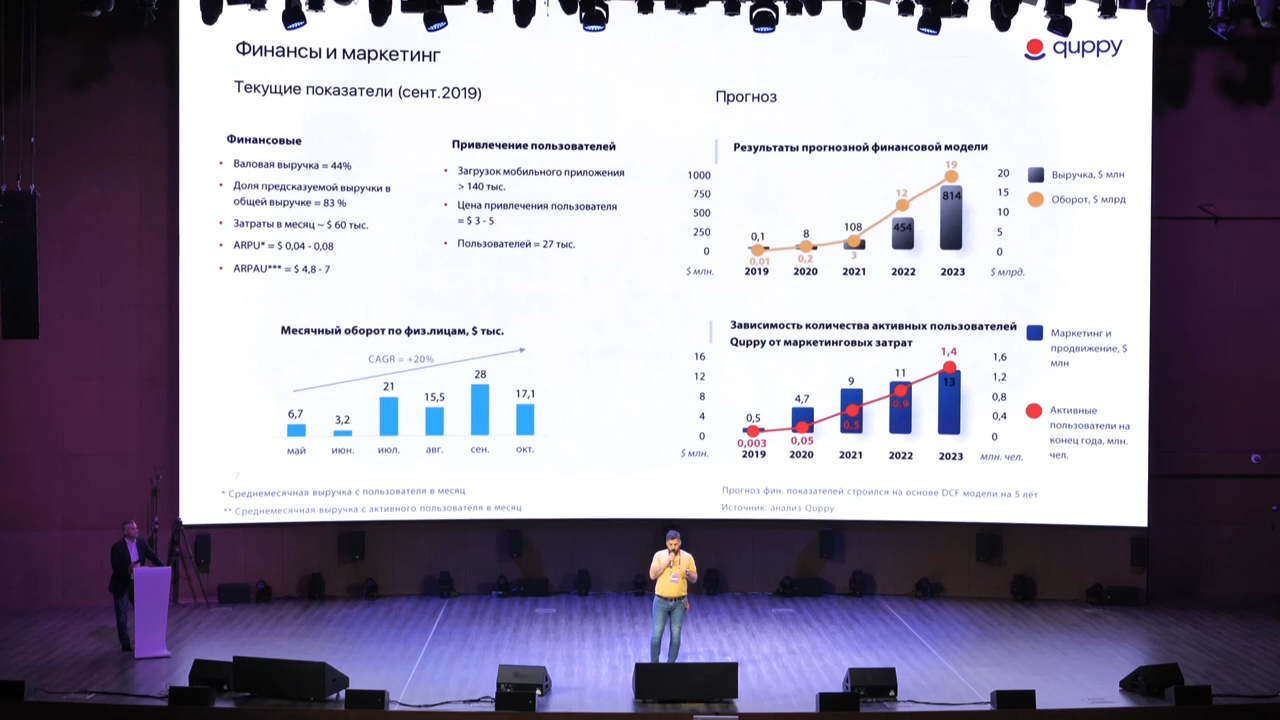 Финансы и маркетинг
quppy
Текущие показатели (сент.2019)
Прогноз
Финансовые
• Валовая выручка = 44%
• Доля предсказуемой выручки в
общей выручке = 83 %
• Затраты в месяц ~ $ 60 тыс.
• ARPU* = $ 0,04 - 0,08
• ARPAU*** = $ 4,8 - 7
Привлечение пользователей
• Загрузок мобильного приложения
> 140 тыс.
• Цена привлечения пользователя
= $ 3 - 5
• Пользователей = 27 тыс.
Результаты прогнозной финансовой модели
1000
750
500
250
0
$ млн.
0,1
8
108
454
814
0,01
0,2
3
12
19
2019 2020 2021 2022 2023
20
15
10
5
0
$ млрд.
Выручка, $ млн
Оборот, $ млрд
Месячный оборот по физ.лицам, $ тыс.
CAGR = +20%
6,7
3,2
21
15,5
28
17,1
май июн. июл. авг. сен. окт.
Зависимость количества активных пользователей
Quppy от маркетинговых затрат
16
12
8
4
0
$ млн.
0,5
4,7
9
11
13
0,003
0,05
0.5
0.9
1,4
2019 2020 2021 2022 2023
1,6
1,2
0,8
0,4
0
млн. чел.
Маркетинг и
продвижение, $
млн
Активные
пользователи на
конец года, млн.
чел.
7
* Среднемесячная выручка с пользователя в месяц
** Среднемесячная выручка с активного пользователя в месяц
Прогноз фин. показателей строился на основе DCF модели на 5 лет
Источник: анализ Quppy